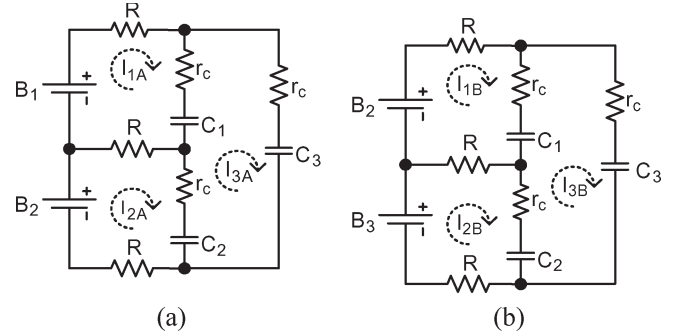 R
I1A
rc
rc
+
B1
C1
R
C3
I3A
+
B2
I2A
rc
C2
R
(a)
R
I1B
rc
rc
+
B2
C1
R
C3
I3B
+
B3
I2B
rc
C2
R
(b)